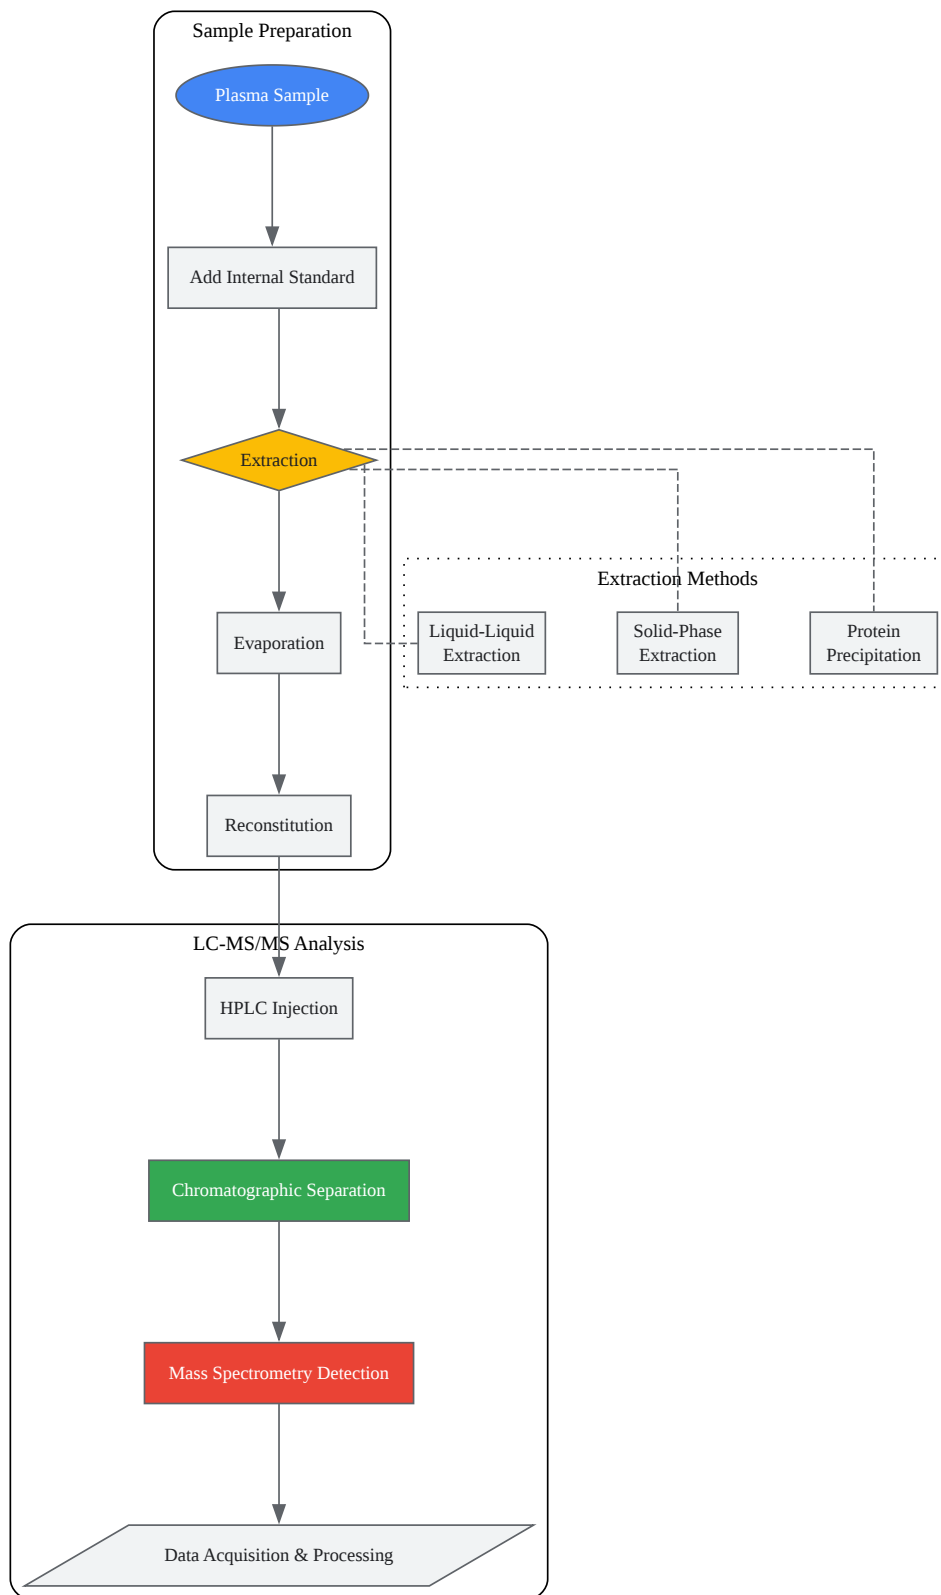 Sample Preparation
Plasma Sample
Add Internal Standard
Extraction
Extraction Methods
Evaporation
Liquid-Liquid
Extraction
Solid-Phase
Extraction
Protein
Precipitation
Reconstitution
LC-MS/MS Analysis
HPLC Injection
Chromatographic Separation
Mass Spectrometry Detection
Data Acquisition & Processing